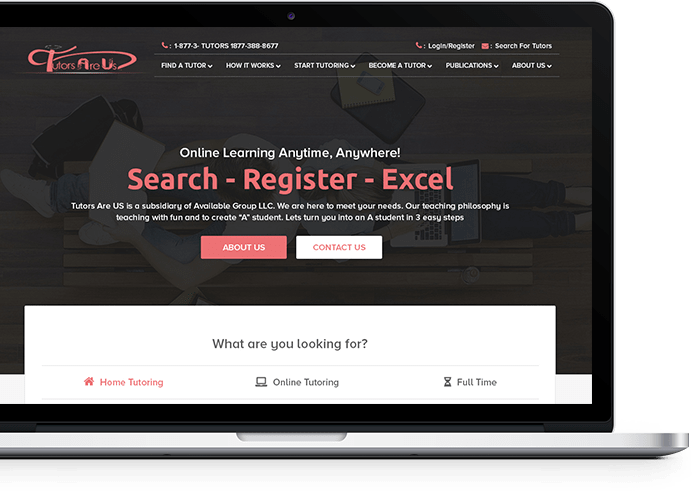 : 1-877-3- TUTORS 1877-388-8677
: Login/Register : Search For Tutors
Tutors Are Us
FIND A TUTOR HOW IT WORKS START TUTORING BECOME A TUTOR PUBLICATIONS ABOUT US
Online Learning Anytime, Anywhere!
Search - Register - Excel
Tutors Are US is a subsidiary of Available Group LLC. We are here to meet your needs. Our teaching philosophy is
teaching with fun and to create "A" student. Lets turn you into an A student in 3 easy steps
ABOUT US CONTACT US
What are you looking for?
Home Tutoring Online Tutoring Full Time